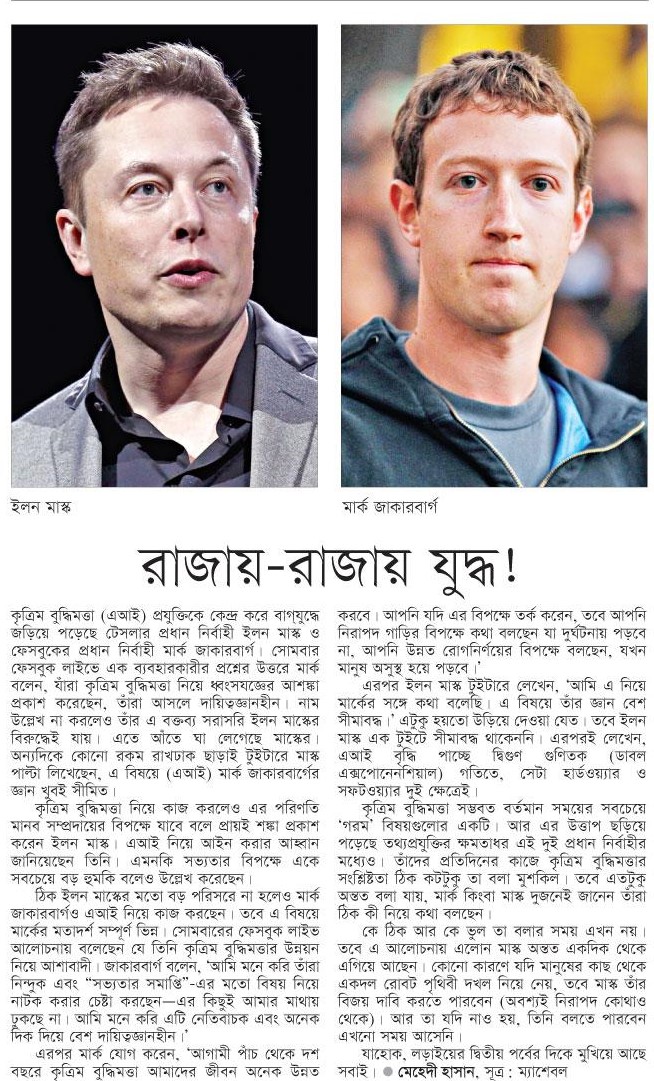 ইলন মাস্ক
মার্ক জাকারবার্গ
রাজায়-রাজায় যুদ্ধ!
কৃত্রিম বুদ্ধিমত্তা (এআই) প্রযুক্তিকে কেন্দ্র করে বাগ্‌যুদ্ধে
জড়িয়ে পড়েছে টেসলার প্রধান নির্বাহী ইলন মাস্ক ও
ফেসবুকের প্রধান নির্বাহী মার্ক জাকারবার্গ। সোমবার
ফেসবুক লাইভে এক ব্যবহারকারীর প্রশ্নের উত্তরে মার্ক
বলেন, যাঁরা কৃত্রিম বুদ্ধিমত্তা নিয়ে ধ্বংসযজ্ঞের আশঙ্কা
প্রকাশ করেছেন, তাঁরা আসলে দায়িত্বজ্ঞানহীন। নাম
উল্লেখ না করলেও তাঁর এ বক্তব্য সরাসরি ইলন মাস্কের
বিরুদ্ধেই যায়। এতে আঁতে ঘা লেগেছে মাস্কের।
অন্যদিকে কোনো রকম রাখঢাক ছাড়াই টুইটারে মাস্ক
পাল্টা লিখেছেন, এ বিষয়ে (এআই) মার্ক জাকারবার্গের
জ্ঞান খুবই সীমিত।
কৃত্রিম বুদ্ধিমত্তা নিয়ে কাজ করলেও এর পরিণতি
মানব সম্প্রদায়ের বিপক্ষে যাবে বলে প্রায়ই শঙ্কা প্রকাশ
করেন ইলন মাস্ক। এআই নিয়ে আইন করার আহ্বান
জানিয়েছেন তিনি। এমনকি সভ্যতার বিপক্ষে একে
সবচেয়ে বড় হুমকি বলেও উল্লেখ করেছেন।
ঠিক ইলন মাস্কের মতো বড় পরিসরে না হলেও মার্ক
জাকারবার্গও এআই নিয়ে কাজ করছেন। তবে এ বিষয়ে
মার্কের মতাদর্শ সম্পূর্ণ ভিন্ন। সোমবারের ফেসবুক লাইভ
আলোচনায় বলেছেন যে তিনি কৃত্রিম বুদ্ধিমত্তার উন্নয়ন
নিয়ে আশাবাদী। জাকারবার্গ বলেন, ‘আমি মনে করি তাঁরা
নিন্দুক এবং “সভ্যতার সমাপ্তি”-এর মতো বিষয় নিয়ে
নাটক করার চেষ্টা করছেন—এর কিছুই আমার মাথায়
ঢুকছে না। আমি মনে করি এটি নেতিবাচক এবং অনেক
দিক দিয়ে বেশ দায়িত্বজ্ঞানহীন।’
এরপর মার্ক যোগ করেন, ‘আগামী পাঁচ থেকে দশ
বছরে কৃত্রিম বুদ্ধিমত্তা আমাদের জীবন অনেক উন্নত
করবে। আপনি যদি এর বিপক্ষে তর্ক করেন, তবে আপনি
নিরাপদ গাড়ির বিপক্ষে কথা বলছেন যা দুর্ঘটনায় পড়বে
না, আপনি উন্নত রোগনির্ণয়ের বিপক্ষে বলছেন, যখন
মানুষ অসুস্থ হয়ে পড়বে।’
এরপর ইলন মাস্ক টুইটারে লেখেন, ‘আমি এ নিয়ে
মার্কের সঙ্গে কথা বলেছি। এ বিষয়ে তাঁর জ্ঞান বেশ
সীমাবদ্ধ।’ এটুকু হয়তো উড়িয়ে দেওয়া যেত। তবে ইলন
মাস্ক এক টুইটে সীমাবদ্ধ থাকেননি। এরপরই লেখেন,
এআই বৃদ্ধি পাচ্ছে দ্বিগুণ গুণিতক (ডাবল
এক্সপোনেনশিয়াল) গতিতে, সেটা হার্ডওয়্যার ও
সফটওয়্যার দুই ক্ষেত্রেই।
কৃত্রিম বুদ্ধিমত্তা সম্ভবত বর্তমান সময়ের সবচেয়ে
‘গরম’ বিষয়গুলোর একটি। আর এর উত্তাপ ছড়িয়ে
পড়েছে তথ্যপ্রযুক্তির ক্ষমতাধর এই দুই প্রধান নির্বাহীর
মধ্যেও। তাঁদের প্রতিদিনের কাজে কৃত্রিম বুদ্ধিমত্তার
সংশ্লিষ্টতা ঠিক কটটুকু তা বলা মুশকিল। তবে এতটুকু
অন্তত বলা যায়, মার্ক কিংবা মাস্ক দুজনেই জানেন তাঁরা
ঠিক কী নিয়ে কথা বলছেন।
কে ঠিক আর কে ভুল তা বলার সময় এখন নয়।
তবে এ আলোচনায় এলোন মাস্ক অন্তত একদিক থেকে
এগিয়ে আছেন। কোনো কারণে যদি মানুষের কাছ থেকে
একদল রোবট পৃথিবী দখল নিয়ে নেয়, তবে মাস্ক তাঁর
বিজয় দাবি করতে পারবেন (অবশ্যই নিরাপদ কোথাও
থেকে)। আর তা যদি নাও হয়, তিনি বলতে পারবেন
এখনো সময় আসেনি।
যাহোক, লড়াইয়ের দ্বিতীয় পর্বের দিকে মুখিয়ে আছে
সবাই। ● মেহেদী হাসান, সূত্র: ম্যাশেবল